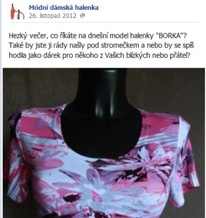 Módní dámská halenka
26. listopad 2012
Hezký večer, co říkáte na dnešní model halenky "BORKA"?
Také by jste ji rády našly pod stromečkem a nebo by se spíš
hodila jako dárek pro někoho z Vašich blízkých nebo přátel?